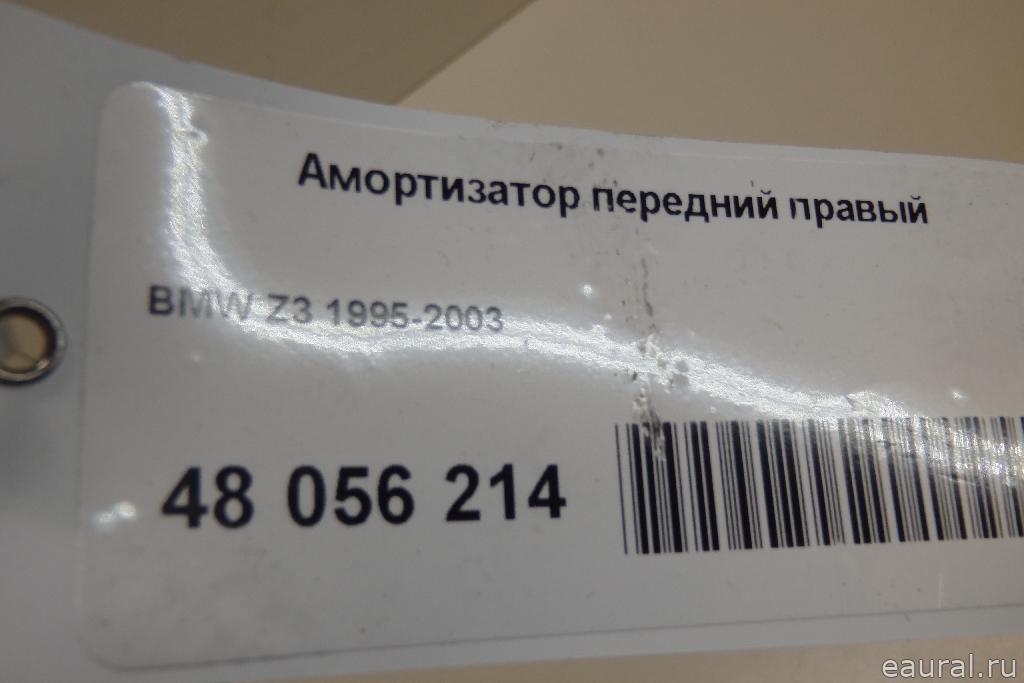 Амортизатор передний правый
BMW Z3 1995-2003
48 056 214
eaural.ru